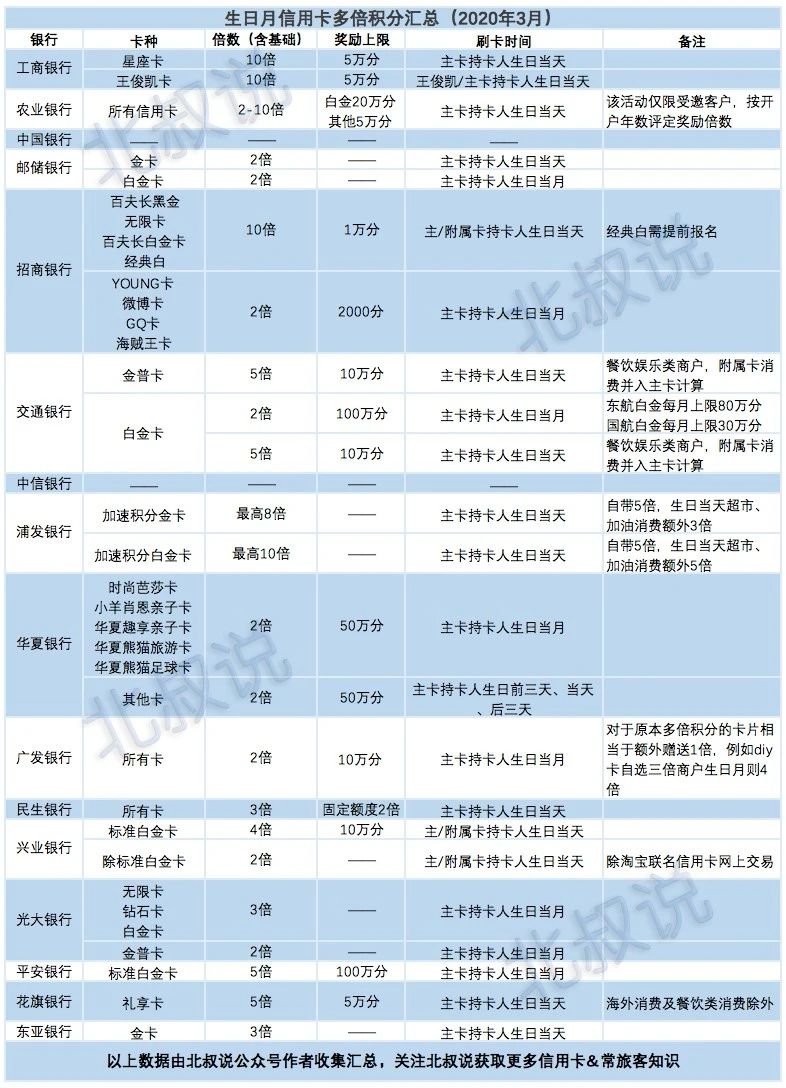 生日月信用卡多倍积分汇总（2020年3月）
银行 卡种 倍数（含基础） 奖励上限 刷卡时间 备注
工商银行 星座卡 10倍 5万分 主卡持卡人生日当天
王俊凯卡 10倍 5万分 王俊凯/主卡持卡人生日当天
农业银行 所有信用卡 2-10倍 白金20万分 主卡持卡人生日当天 该活动仅限受邀客户，按开
其他5万分 户年数评定奖励倍数
中国银行 —— —— —— ——
邮储银行 金卡 2倍 —— 主卡持卡人生日当天
白金卡 2倍 —— 主卡持卡人生日当月
招商银行 百夫长黑金 10倍 1万分 主/附属卡持卡人生日当天 经典白需提前报名
无限卡
百夫长白金卡
经典白
YOUNG卡 2倍 2000分 主卡持卡人生日当月
微博卡
GQ卡
海贼王卡
交通银行 金普卡 5倍 10万分 主卡持卡人生日当天 餐饮娱乐类商户，附属卡消
费并入主卡计算
白金卡 2倍 100万分 主卡持卡人生日当月 东航白金每月上限80万分
国航白金每月上限30万分
5倍 10万分 主卡持卡人生日当天 餐饮娱乐类商户，附属卡消
费并入主卡计算
中信银行 —— —— —— ——
浦发银行 加速积分金卡 最高8倍 —— 主卡持卡人生日当天 自带5倍，生日当天超市、
加油消费额外3倍
加速积分白金卡 最高10倍 —— 主卡持卡人生日当天 自带5倍，生日当天超市、
加油消费额外5倍
华夏银行 时尚芭莎卡 2倍 50万分 主卡持卡人生日当月
小羊肖恩亲子卡
华夏趣享亲子卡
华夏熊猫旅游卡
华夏熊猫足球卡
其他卡 2倍 50万分 主卡持卡人生日前三天、当天
、后三天
广发银行 所有卡 2倍 10万分 主卡持卡人生日当月 对于原本多倍积分的卡片相
当于额外赠送1倍，例如diy
卡自选三倍商户生日月则4
倍
民生银行 所有卡 3倍 固定额度2倍 主卡持卡人生日当天
兴业银行 标准白金卡 4倍 10万分 主/附属卡持卡人生日当天
除标准白金卡 2倍 —— 主/附属卡持卡人生日当天 除淘宝联名信用卡网上交易
光大银行 无限卡 3倍 —— 主卡持卡人生日当月
钻石卡
白金卡
金普卡 2倍 —— 主卡持卡人生日当月
平安银行 标准白金卡 5倍 100万分 主卡持卡人生日当月
花旗银行 礼享卡 5倍 5万分 主卡持卡人生日当天 海外消费及餐饮类消费除外
东亚银行 金卡 3倍 —— 主卡持卡人生日当天
以上数据由北叔说公众号作者收集汇总，关注北叔说获取更多信用卡&常旅客知识
北叔说
北叔说
北叔说
北叔说